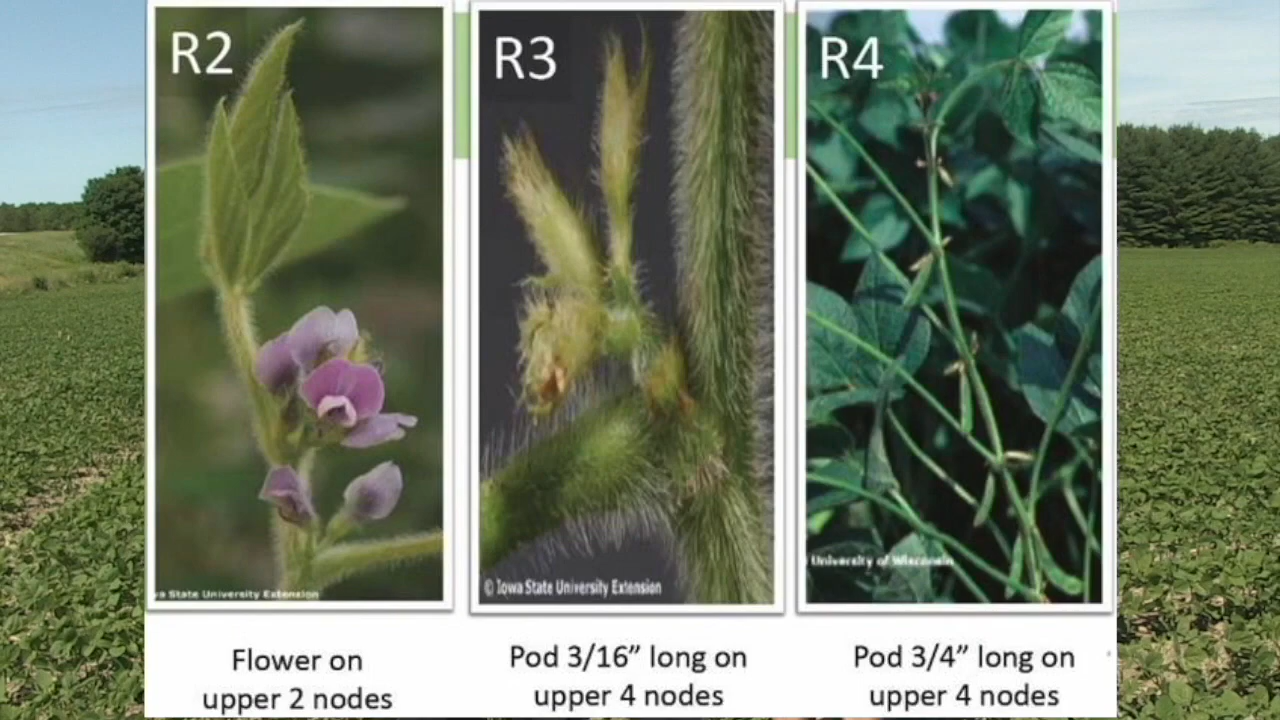 R2
R3
R4
a State University Extension
© Iowa State University Extension
University of Wisconsin
Flower on
upper 2 nodes
Pod 3/16” long on
upper 4 nodes
Pod 3/4” long on
upper 4 nodes